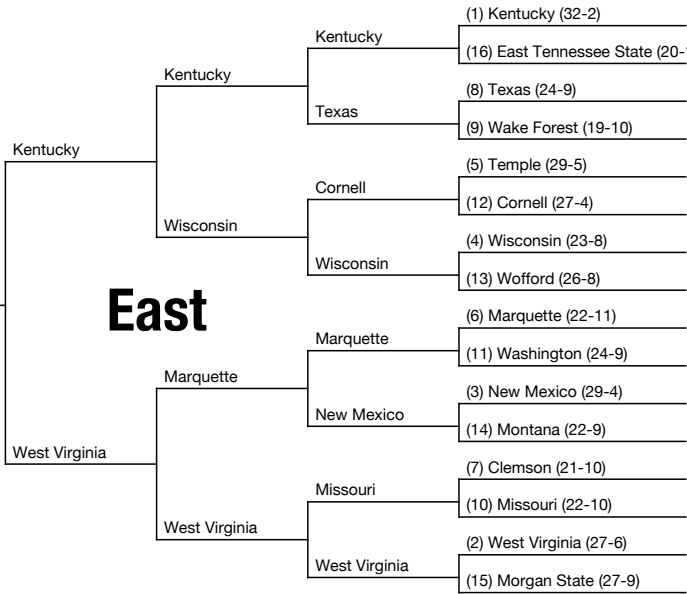 (1) Kentucky (32-2)
Kentucky
(16) East Tennessee State (20-
Kentucky
(8) Texas (24-9)
Texas
(9) Wake Forest (19-10)
Kentucky
(5) Temple (29-5)
Cornell
(12) Cornell (27-4)
Wisconsin
(4) Wisconsin (23-8)
Wisconsin
(13) Wofford (26-8)
East
(6) Marquette (22-11)
Marquette
(11) Washington (24-9)
Marquette
(3) New Mexico (29-4)
New Mexico
(14) Montana (22-9)
West Virginia
(7) Clemson (21-10)
Missouri
(10) Missouri (22-10)
West Virginia
(2) West Virginia (27-6)
West Virginia
(15) Morgan State (27-9)